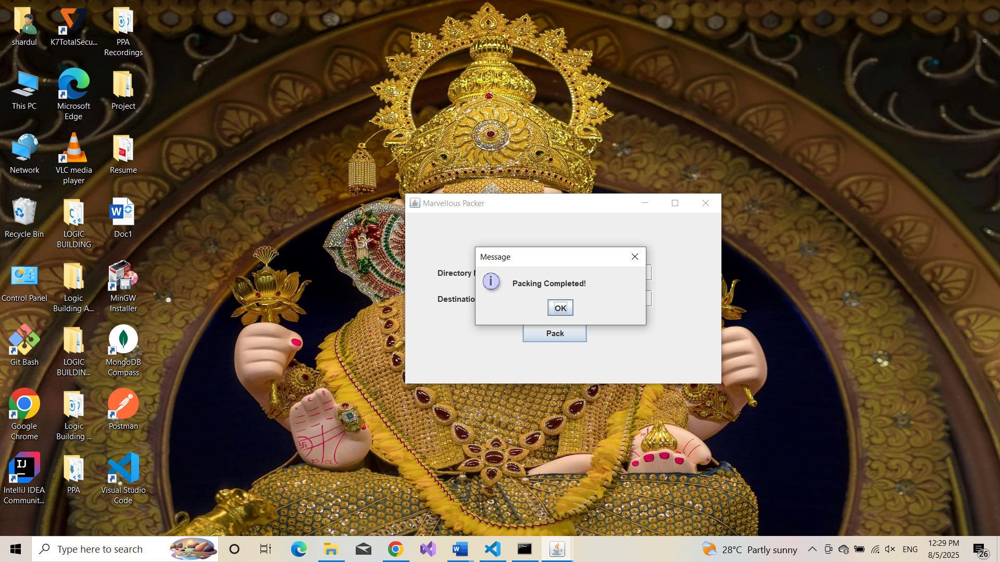 shardul
K7TotalSecu...
PPA
Recordings
This PC
Microsoft
Edge
Project
Network
VLC media
player
Resume
Recycle Bin
LOGIC
BUILDING
Doc1
Control Panel
Logic
Building A...
MinGW
Installer
Git Bash
LOGIC
BUILDIN...
MongoDB
Compass
Google
Chrome
Logic
Building ...
Postman
IntelliJ IDEA
Communit...
PPA
Visual Studio
Code
Marvellous Packer
Message
Directory
Packing Completed!
Destinatio
OK
Pack
Type here to search
28°C Partly sunny
ENG
12:29 PM
8/5/2025
26